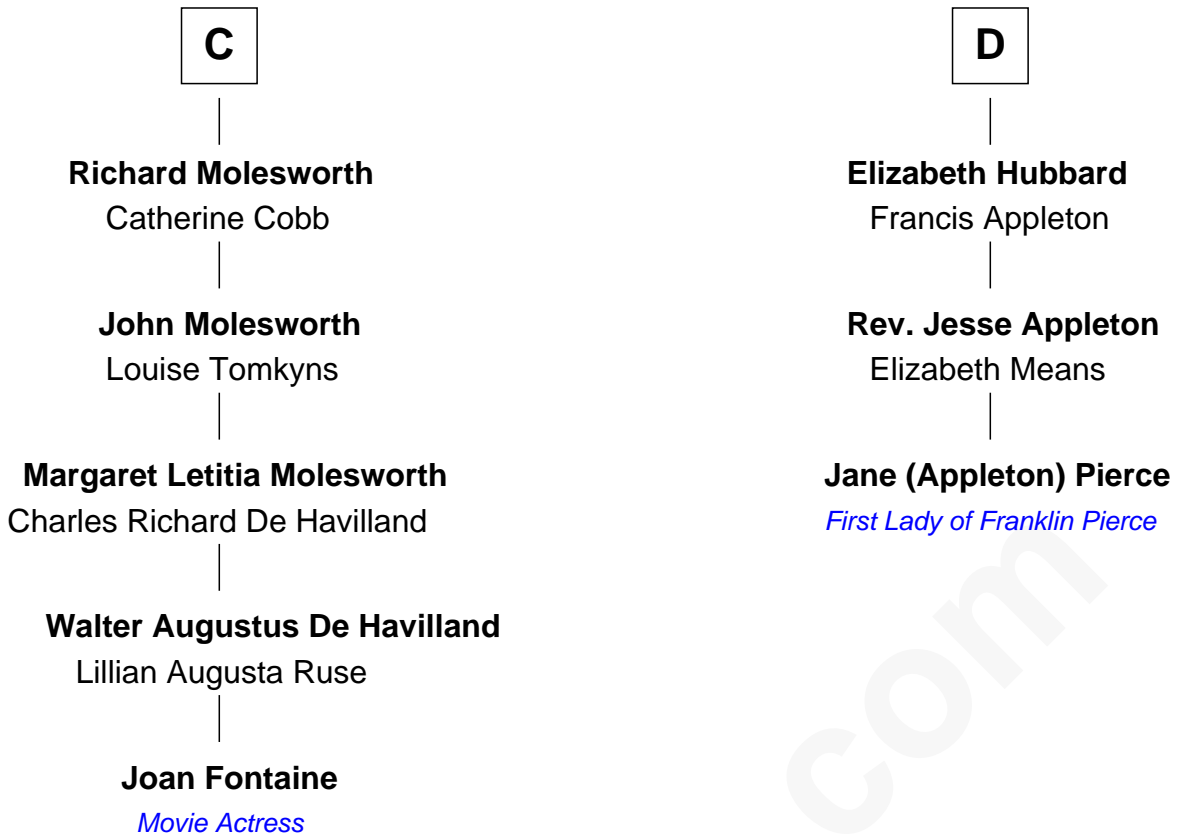 C
Richard Molesworth
Catherine Cobb
John Molesworth
Louise Tomkyns
Margaret Letitia Molesworth
Charles Richard De Havilland
Walter Augustus De Havilland
Lillian Augusta Ruse
Joan Fontaine
Movie Actress
D
Elizabeth Hubbard
Francis Appleton
Rev. Jesse Appleton
Elizabeth Means
Jane (Appleton) Pierce
First Lady of Franklin Pierce
com